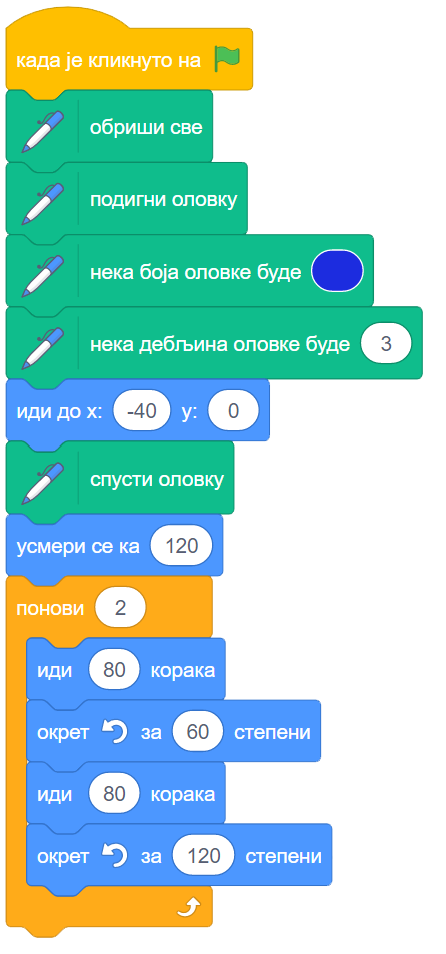 када је кликнуто на
обриши све
подигни оловку
нека боја оловке буде
нека дебљина оловке буде 3
иди до x: -40 y: 0
спусти оловку
усмери се ка 120
понови 2
иди 80 корака
окрет за 60 степени
иди 80 корака
окрет за 120 степени